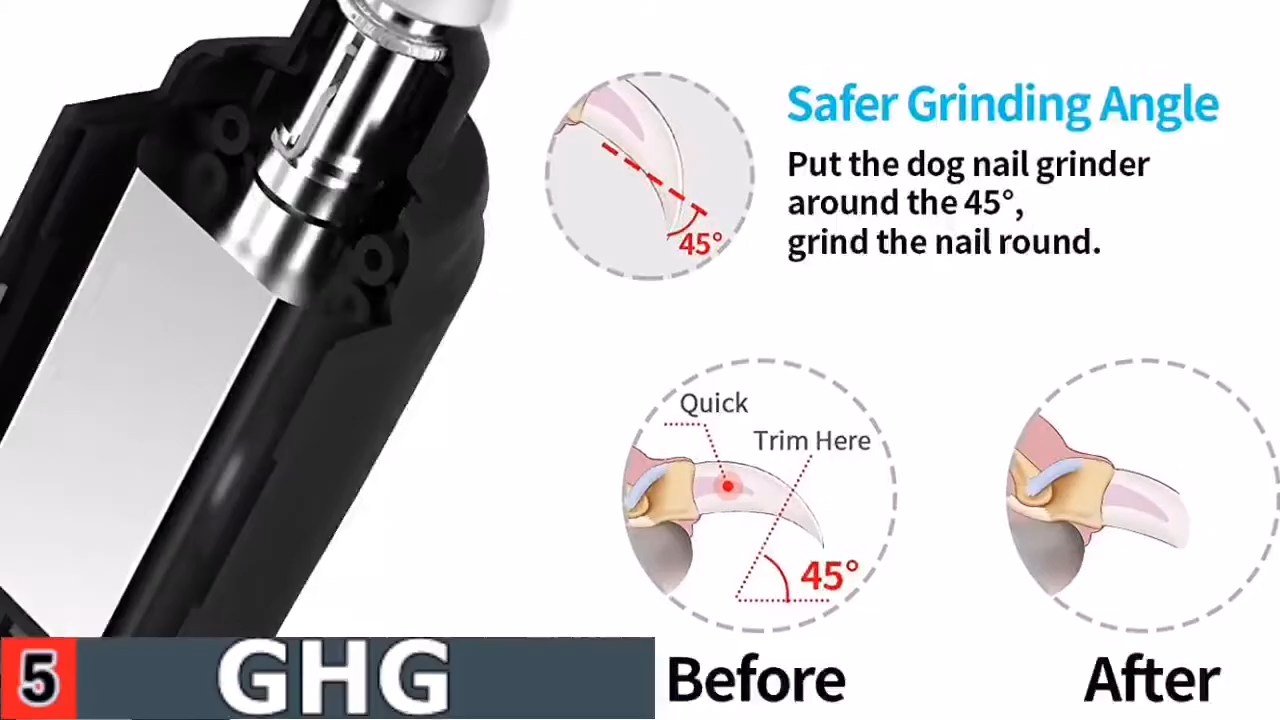 Safer Grinding Angle
Put the dog nail grinder
around the 45°,
grind the nail round.
45°
Quick
Trim Here
45°
Before
After
5
GHG